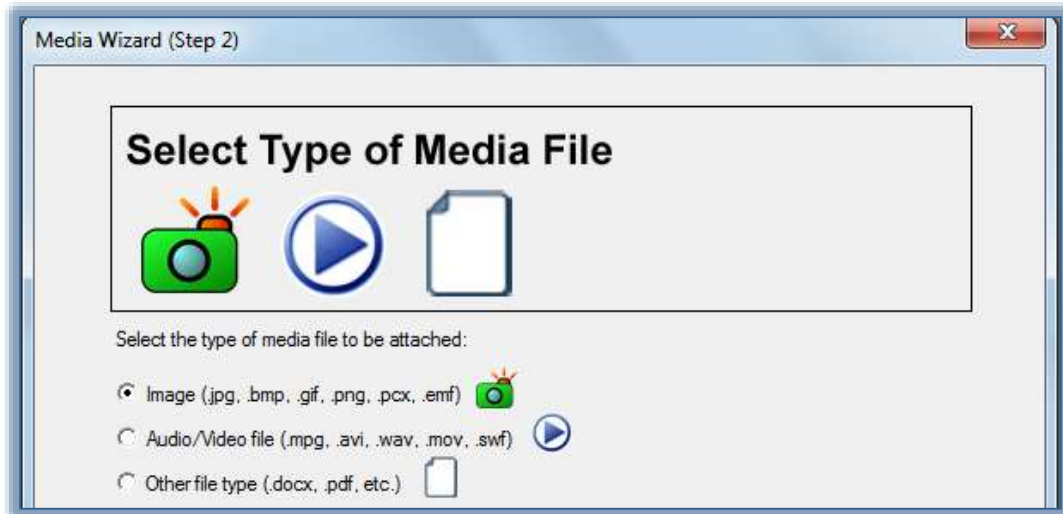 Media Wizard (Step 2)
Select Type of Media File
Select the type of media file to be attached:
Image (.jpg, .bmp, .gif, .png, .pcx, .emf)
Audio/Video file (.mpg, .avi, .wav, .mov, .swf)
Other file type (.docx, .pdf, etc.)